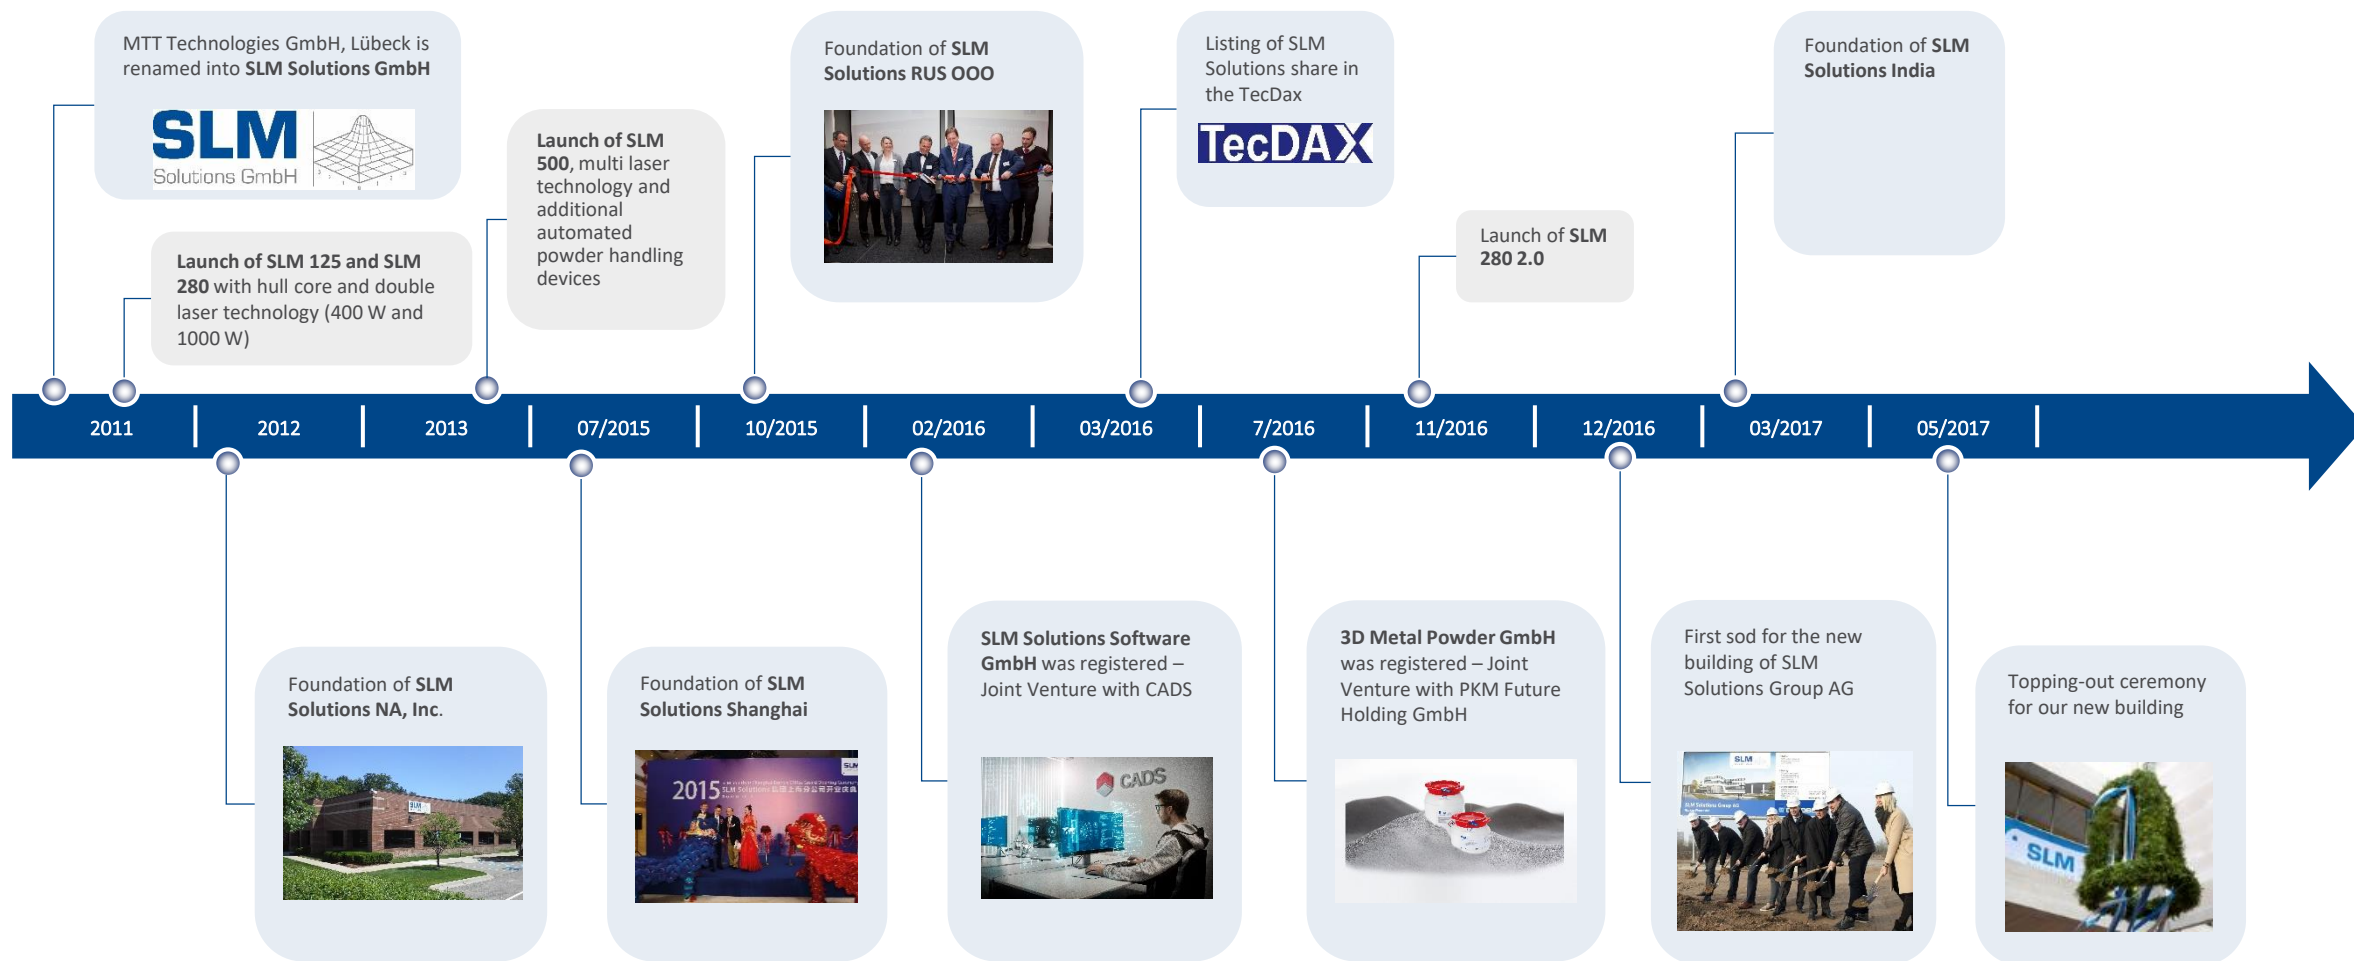 MTT Technologies GmbH, Lübeck is
renamed into SLM Solutions GmbH
SLM
Solutions GmbH
Launch of SLM 125 and SLM
280 with hull core and double
laser technology (400 W and
1000 W)
Launch of SLM
500, multi laser
technology and
additional
automated
powder handling
devices
Foundation of SLM
Solutions RUS OOO
Listing of SLM
Solutions share in
the TecDax
TecDAX
Launch of SLM
280 2.0
Foundation of SLM
Solutions India
2011
2012
2013
07/2015
10/2015
02/2016
03/2016
7/2016
11/2016
12/2016
03/2017
05/2017
Foundation of SLM
Solutions NA, Inc.
SLM
Foundation of SLM
Solutions Shanghai
SLM
2015
SLM Solutions
SLM Solutions Software
GmbH was registered –
Joint Venture with CADS
CADS
3D Metal Powder GmbH
was registered – Joint
Venture with PKM Future
Holding GmbH
First sod for the new
building of SLM
Solutions Group AG
SLM
SLM Solutions Group AG
Topping-out ceremony
for our new building
SLM